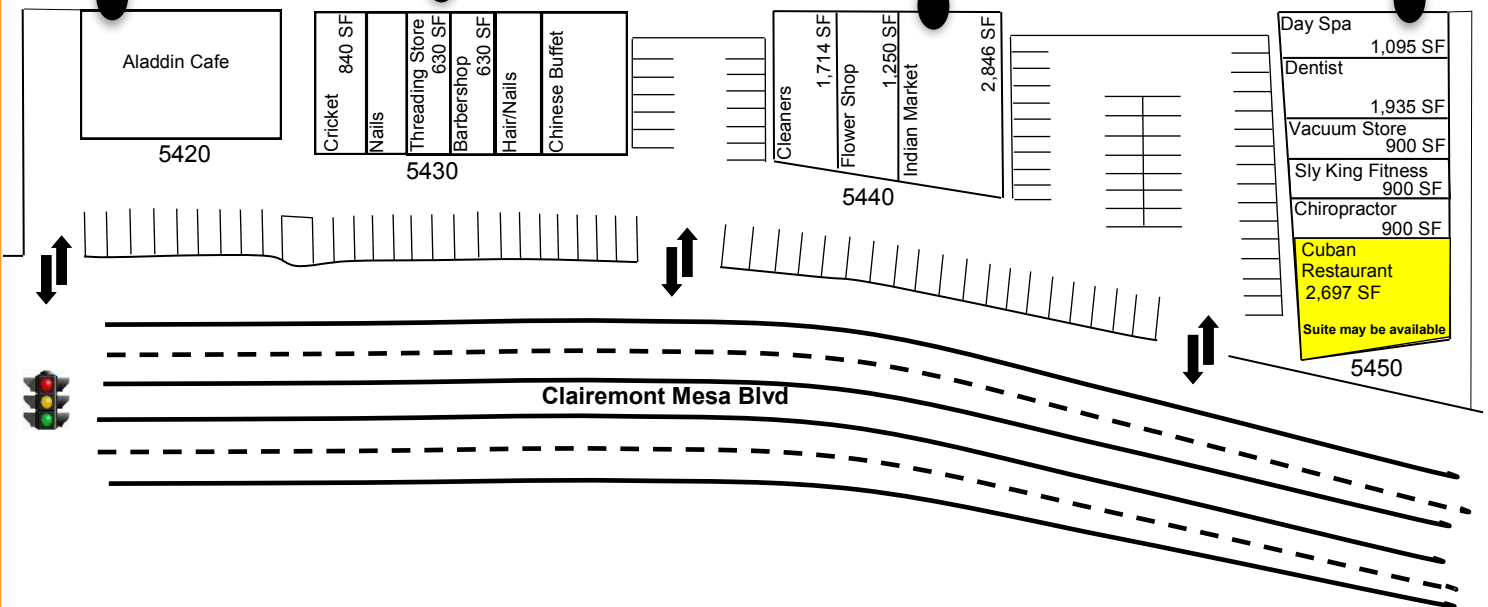 Aladdin Cafe
5420
Cricket
840 SF
Nails
Threading Store
630 SF
Barbershop
630 SF
Hair/Nails
Chinese Buffet
5430
Cleaners
1,714 SF
Flower Shop
1,250 SF
Indian Market
2,846 SF
5440
Day Spa
1,095 SF
Dentist
1,935 SF
Vacuum Store
900 SF
Sly King Fitness
900 SF
Chiropractor
900 SF
Cuban
Restaurant
2,697 SF
Suite may be available
5450
Clairemont Mesa Blvd